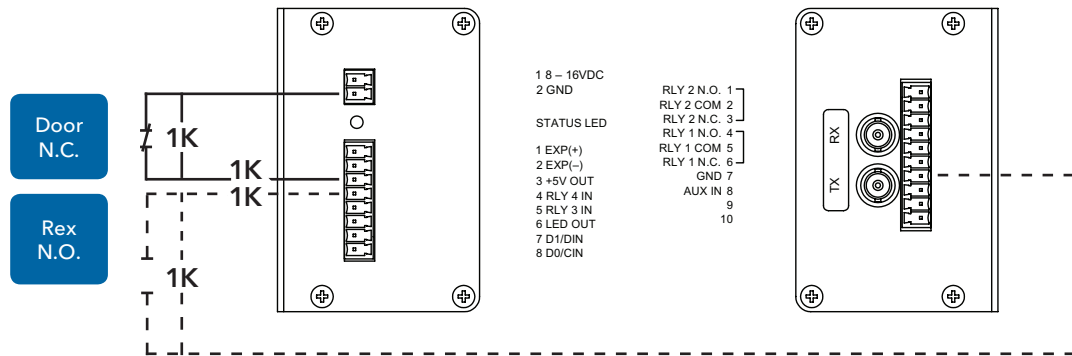 Door
N.C.
1K
1K
1K
Rex
N.O.
1K
1 8 – 16VDC
2 GND
STATUS LED
1 EXP(+)
2 EXP(–)
3 +5V OUT
4 RLY 4 IN
5 RLY 3 IN
6 LED OUT
7 D1/DIN
8 D0/CIN
RLY 2 N.O. 1
RLY 2 COM 2
RLY 2 N.C. 3
RLY 1 N.O. 4
RLY 1 COM 5
RLY 1 N.C. 6
GND 7
AUX IN 8
9
10
RX
TX